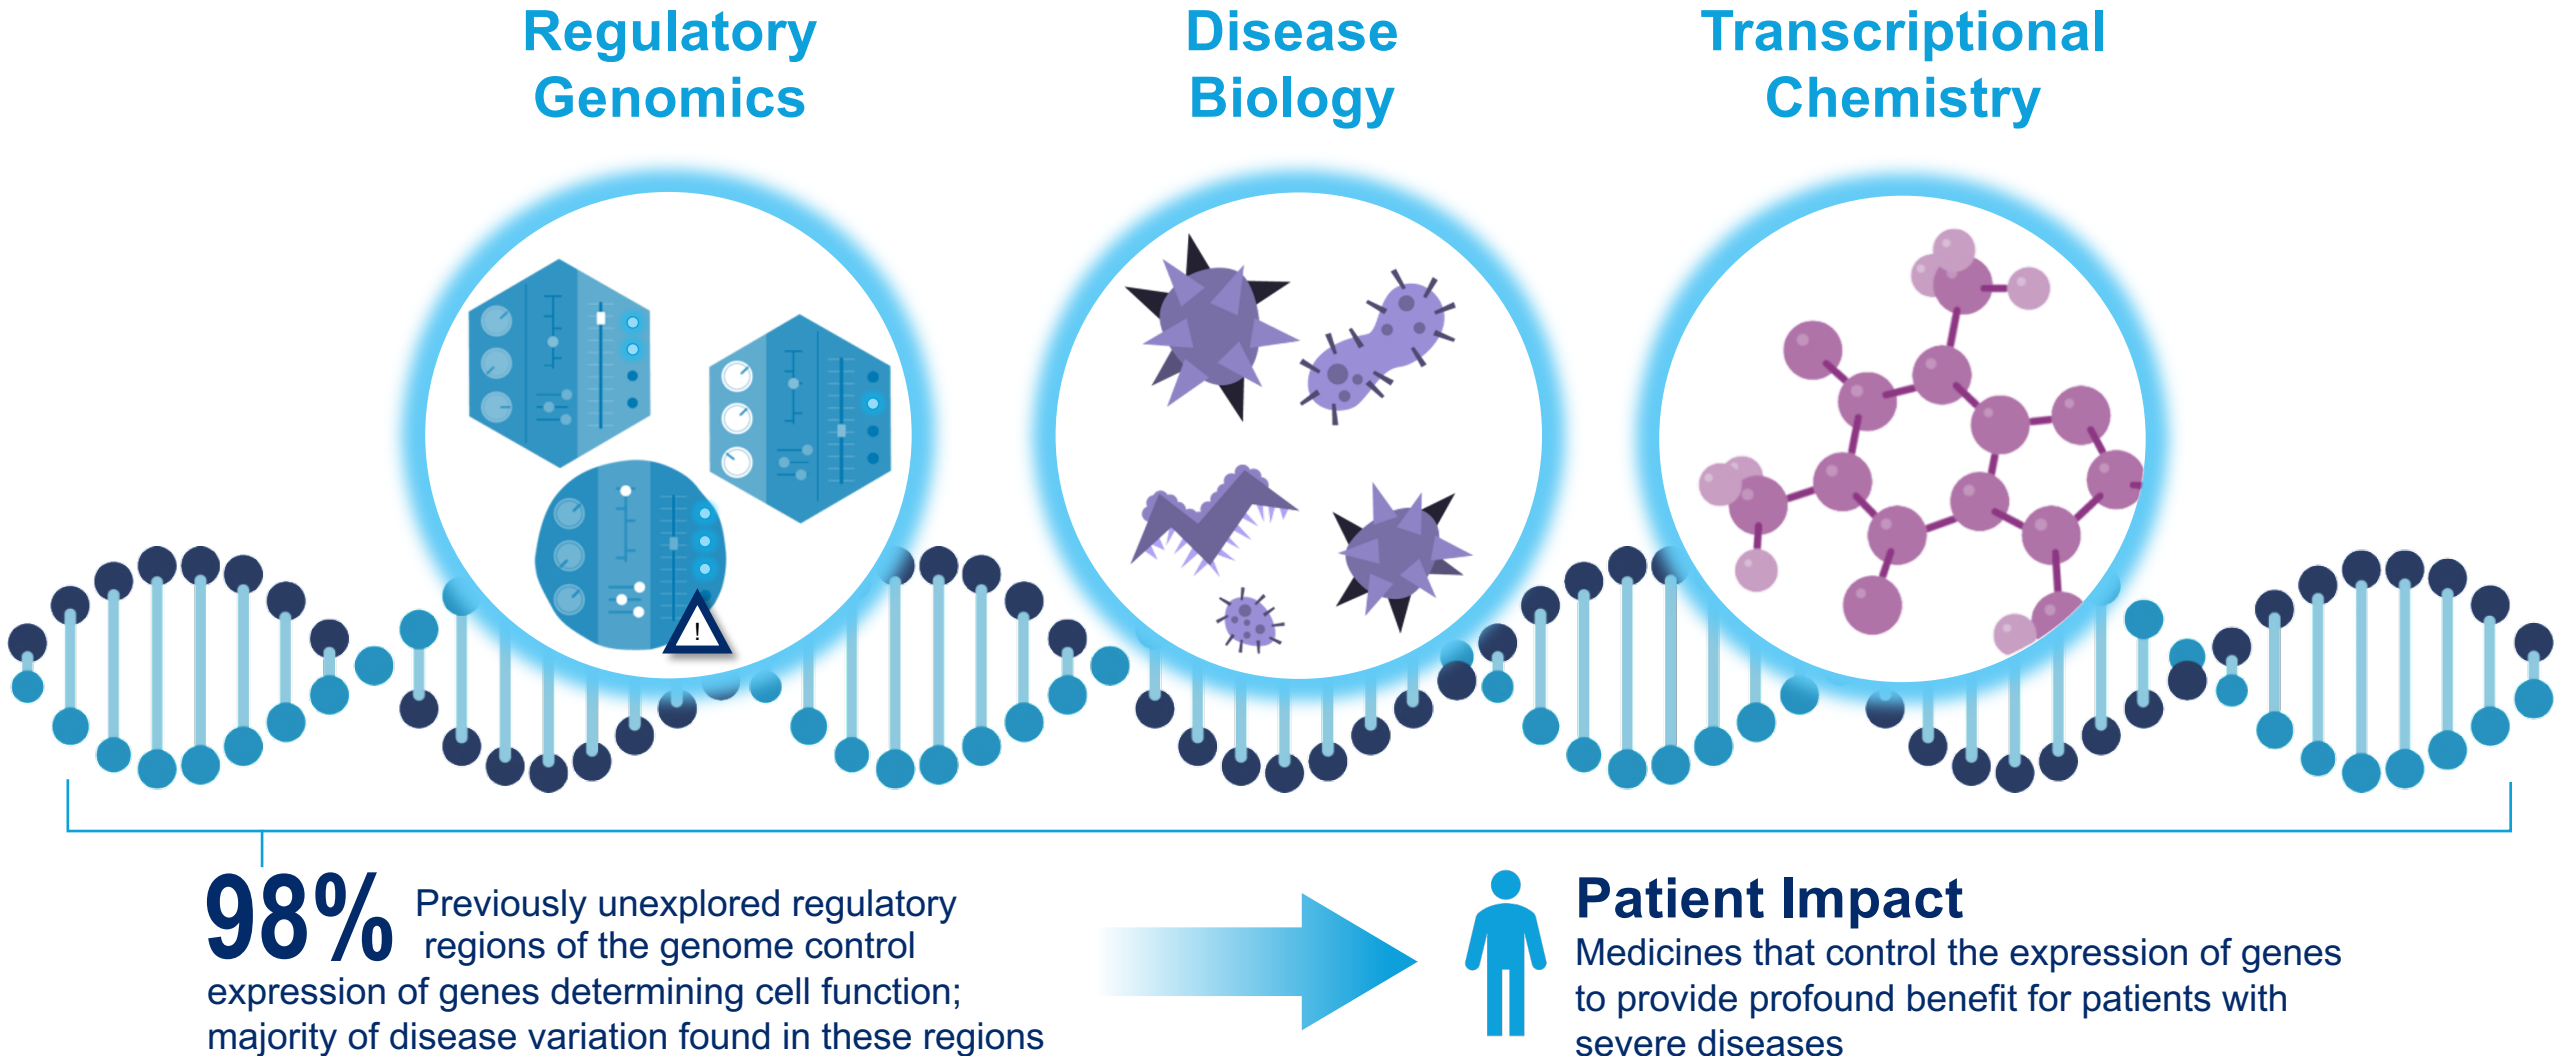 Regulatory
Genomics
Disease
Biology
Transcriptional
Chemistry
!
98% Previously unexplored regulatory
regions of the genome control
expression of genes determining cell function;
majority of disease variation found in these regions
Patient Impact
Medicines that control the expression of genes
to provide profound benefit for patients with
severe diseases